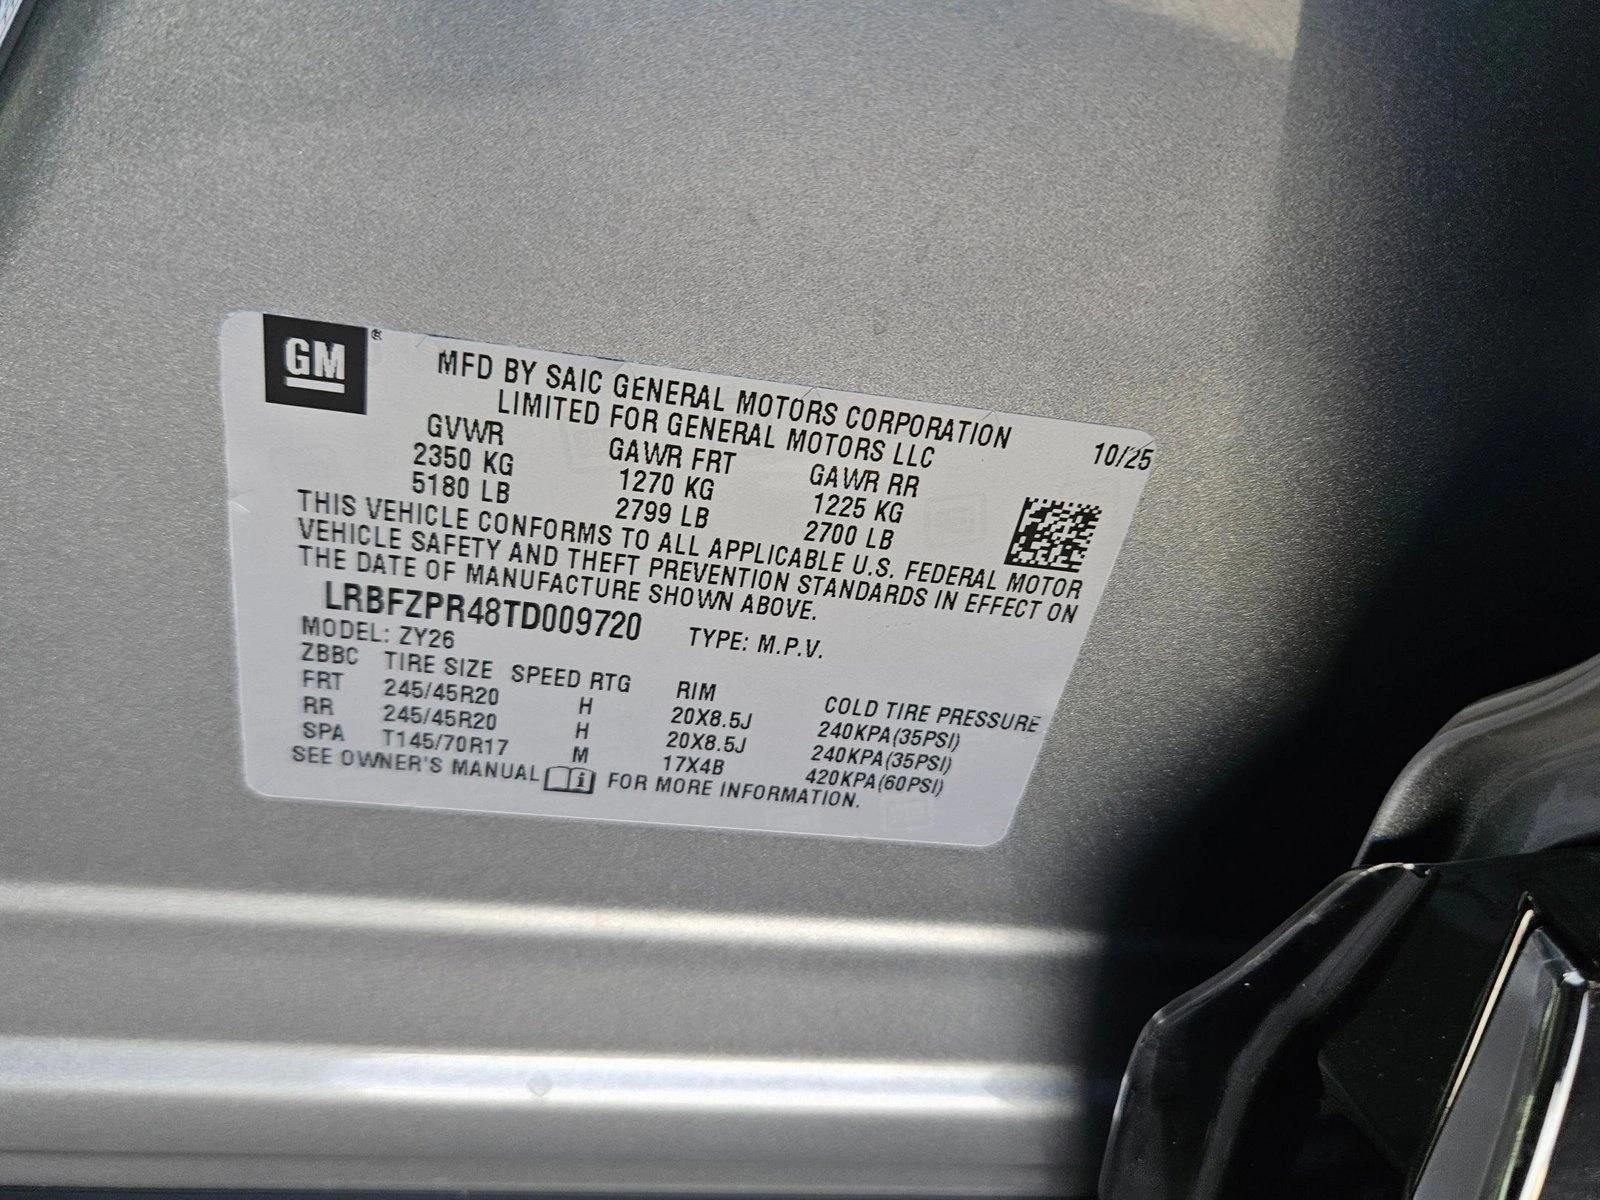 GM®
MFD BY SAIC GENERAL MOTORS CORPORATION
LIMITED FOR GENERAL MOTORS LLC
10/25
GVWR GAWR FRT GAWR RR
2350 KG 1270 KG 1225 KG
5180 LB 2799 LB 2700 LB
THIS VEHICLE CONFORMS TO ALL APPLICABLE U.S. FEDERAL MOTOR
VEHICLE SAFETY AND THEFT PREVENTION STANDARDS IN EFFECT ON
THE DATE OF MANUFACTURE SHOWN ABOVE.
LRBFZPR48TD009720 TYPE: M.P.V.
MODEL: ZY26
ZBBC TIRE SIZE SPEED RTG RIM COLD TIRE PRESSURE
FRT 245/45R20 H 20X8.5J 240KPA(35PSI)
RR 245/45R20 H 20X8.5J 240KPA(35PSI)
SPA T145/70R17 M 17X4B 420KPA(60PSI)
SEE OWNER'S MANUAL i FOR MORE INFORMATION.